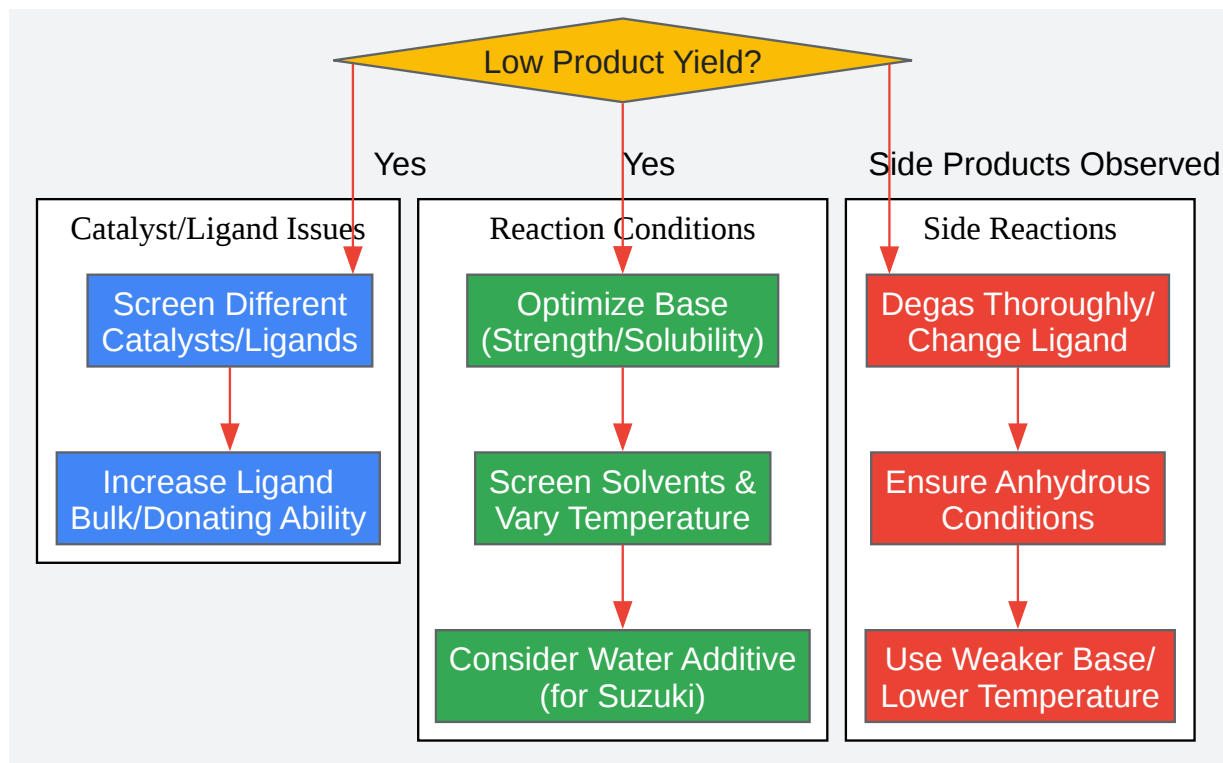 Low Product Yield?
Yes
Yes
Side Products Observed
Catalyst/Ligand Issues
Screen Different
Catalysts/Ligands
Increase Ligand
Bulk/Donating Ability
Reaction Conditions
Optimize Base
(Strength/Solubility)
Screen Solvents &
Vary Temperature
Consider Water Additive
(for Suzuki)
Side Reactions
Degas Thoroughly/
Change Ligand
Ensure Anhydrous
Conditions
Use Weaker Base/
Lower Temperature